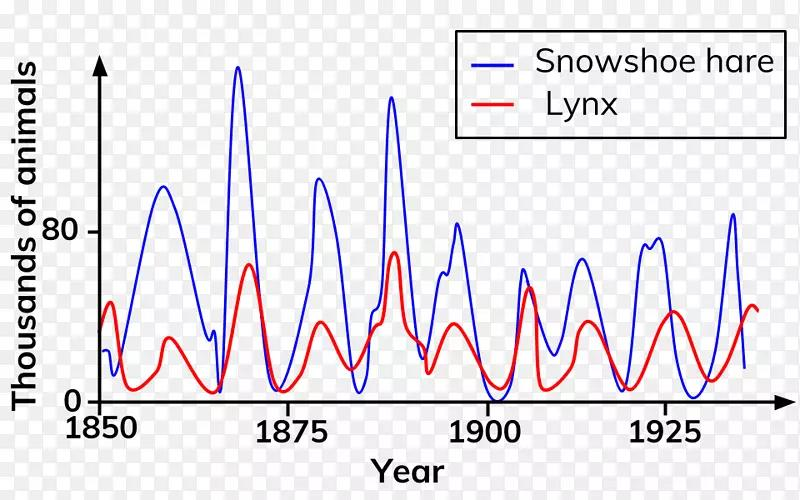 Snowshoe hare
Lynx
Thousands of animals
80
0
1850 1875 1900 1925
Year